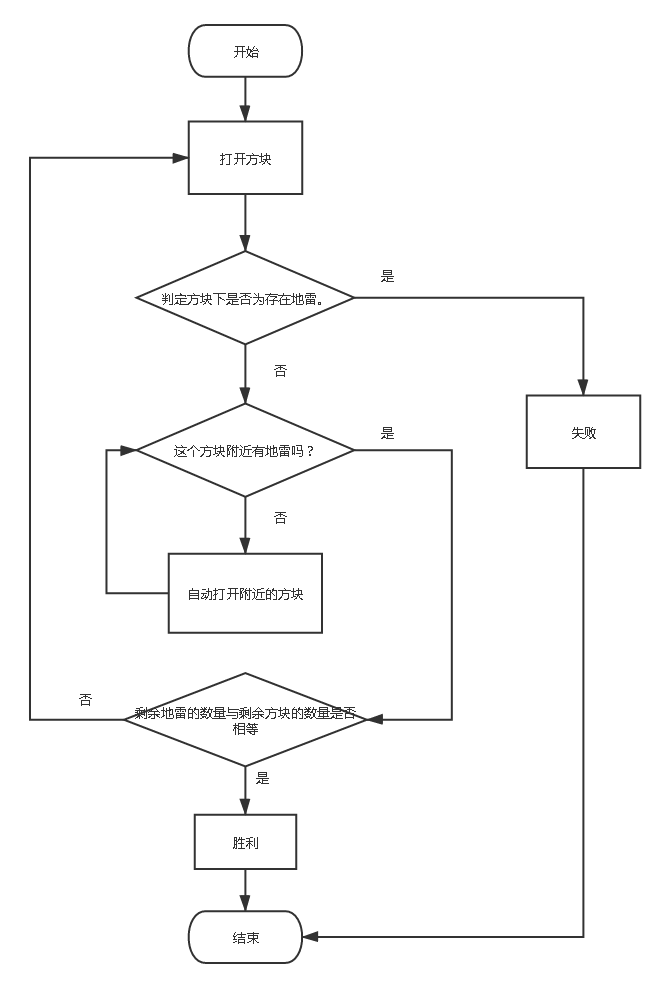 开始
打开方块
判定方块下是否为存在地雷。
是
否
这个方块附近有地雷吗？
是
失败
否
自动打开附近的方块
否
剩余地雷的数量与剩余方块的数量是否
相等
是
胜利
结束